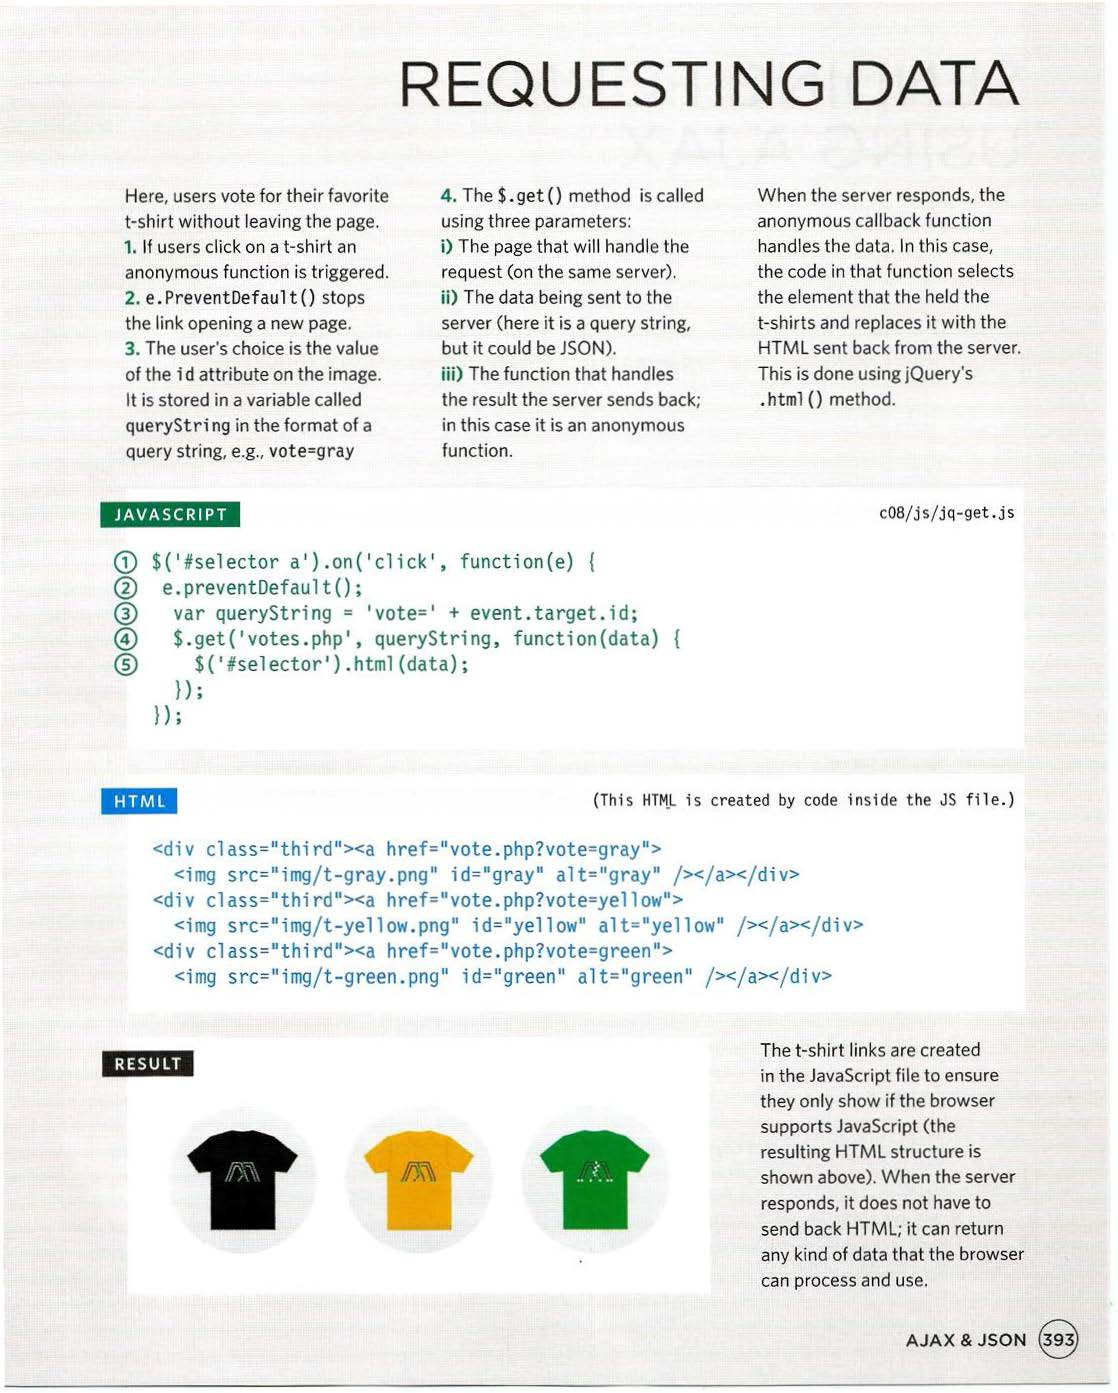 REQUESTING DATA
Here, users vote for their favorite
t-shirt without leaving the page.
1. If users click on a t-shirt an
anonymous function is triggered.
2. e.PreventDefault() stops
the link opening a new page.
3. The user's choice is the value
of the id attribute on the image.
It is stored in a variable called
queryString in the format of a
query string, e.g., vote=gray
4. The $.get() method is called
using three parameters:
i) The page that will handle the
request (on the same server).
ii) The data being sent to the
server (here it is a query string,
but it could be JSON).
iii) The function that handles
the result the server sends back;
in this case it is an anonymous
function.
When the server responds, the
anonymous callback function
handles the data. In this case,
the code in that function selects
the element that the held the
t-shirts and replaces it with the
HTML sent back from the server.
This is done using jQuery's
.html() method.
JAVASCRIPT
c08/js/jq-get.js
1 $('#selector a').on('click', function(e) {
2 e.preventDefault();
3 var queryString = 'vote=' + event.target.id;
4 $.get('votes.php', queryString, function(data) {
5 $('#selector').html(data);
});
});
HTML
(This HTML is created by code inside the JS file.)
<div class="third"><a href="vote.php?vote=gray">
<img src="img/t-gray.png" id="gray" alt="gray" /></a></div>
<div class="third"><a href="vote.php?vote=yellow">
<img src="img/t-yellow.png" id="yellow" alt="yellow" /></a></div>
<div class="third"><a href="vote.php?vote=green">
<img src="img/t-green.png" id="green" alt="green" /></a></div>
RESULT
The t-shirt links are created
in the JavaScript file to ensure
they only show if the browser
supports JavaScript (the
resulting HTML structure is
shown above). When the server
responds, it does not have to
send back HTML; it can return
any kind of data that the browser
can process and use.
AJAX & JSON 393